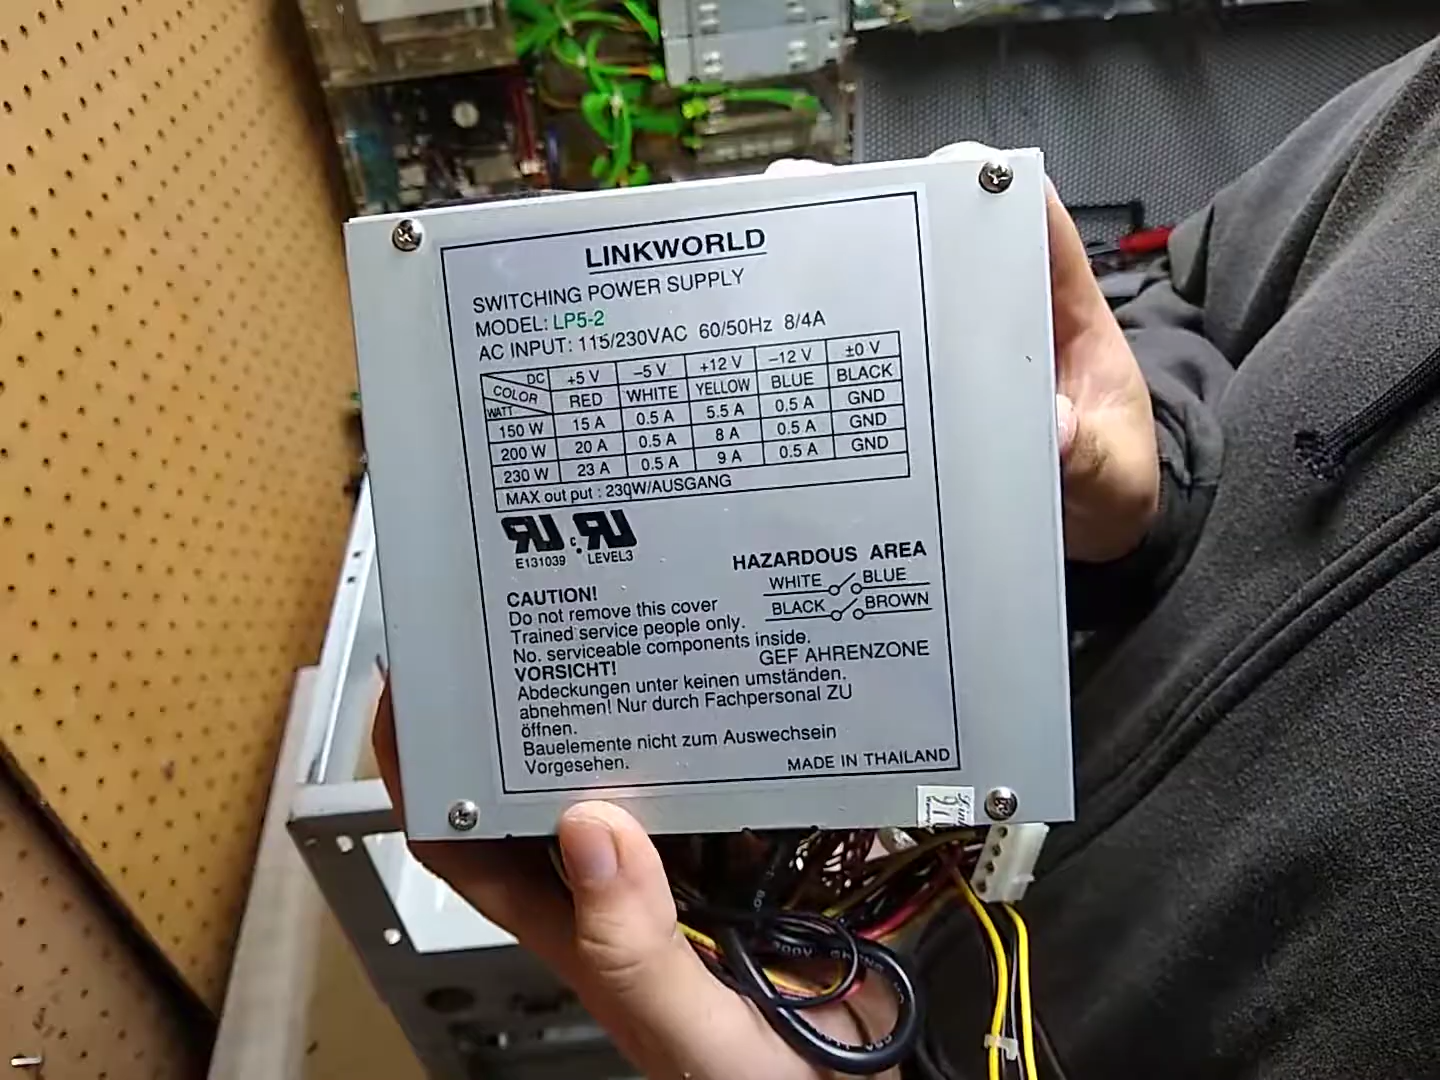 LINKWORLD
SWITCHING POWER SUPPLY
MODEL: LP5-2
AC INPUT: 115/230VAC 60/50Hz 8/4A
DC COLOR WATT +5 V −5 V +12 V −12 V ±0 V
RED WHITE YELLOW BLUE BLACK
150 W 15 A 0.5 A 5.5 A 0.5 A GND
200 W 20 A 0.5 A 8 A 0.5 A GND
230 W 23 A 0.5 A 9 A 0.5 A GND
MAX out put : 230W/AUSGANG
E131039 c LEVEL3
HAZARDOUS AREA
WHITE BLUE
BLACK BROWN
GEF AHRENZONE
CAUTION!
Do not remove this cover
Trained service people only.
No. serviceable components inside.
VORSICHT!
Abdeckungen unter keinen umständen.
abnehmen! Nur durch Fachpersonal ZU
öffnen.
Bauelemente nicht zum Auswechsein
Vorgesehen.
MADE IN THAILAND